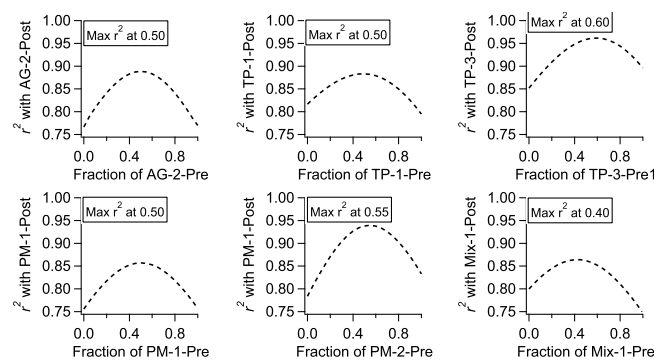 Max r² at 0.50
r² with AG-2-Post
1.00
0.95
0.90
0.85
0.80
0.75
0.0 0.4 0.8
Fraction of AG-2-Pre
Max r² at 0.50
r² with TP-1-Post
1.00
0.95
0.90
0.85
0.80
0.75
0.0 0.4 0.8
Fraction of TP-1-Pre
Max r² at 0.60
r² with TP-3-Post
1.00
0.95
0.90
0.85
0.80
0.75
0.0 0.4 0.8
Fraction of TP-3-Pre1
Max r² at 0.50
r² with PM-1-Post
1.00
0.95
0.90
0.85
0.80
0.75
0.0 0.4 0.8
Fraction of PM-1-Pre
Max r² at 0.55
r² with PM-1-Post
1.00
0.95
0.90
0.85
0.80
0.75
0.0 0.4 0.8
Fraction of PM-2-Pre
Max r² at 0.40
r² with Mix-1-Post
1.00
0.95
0.90
0.85
0.80
0.75
0.0 0.4 0.8
Fraction of Mix-1-Pre